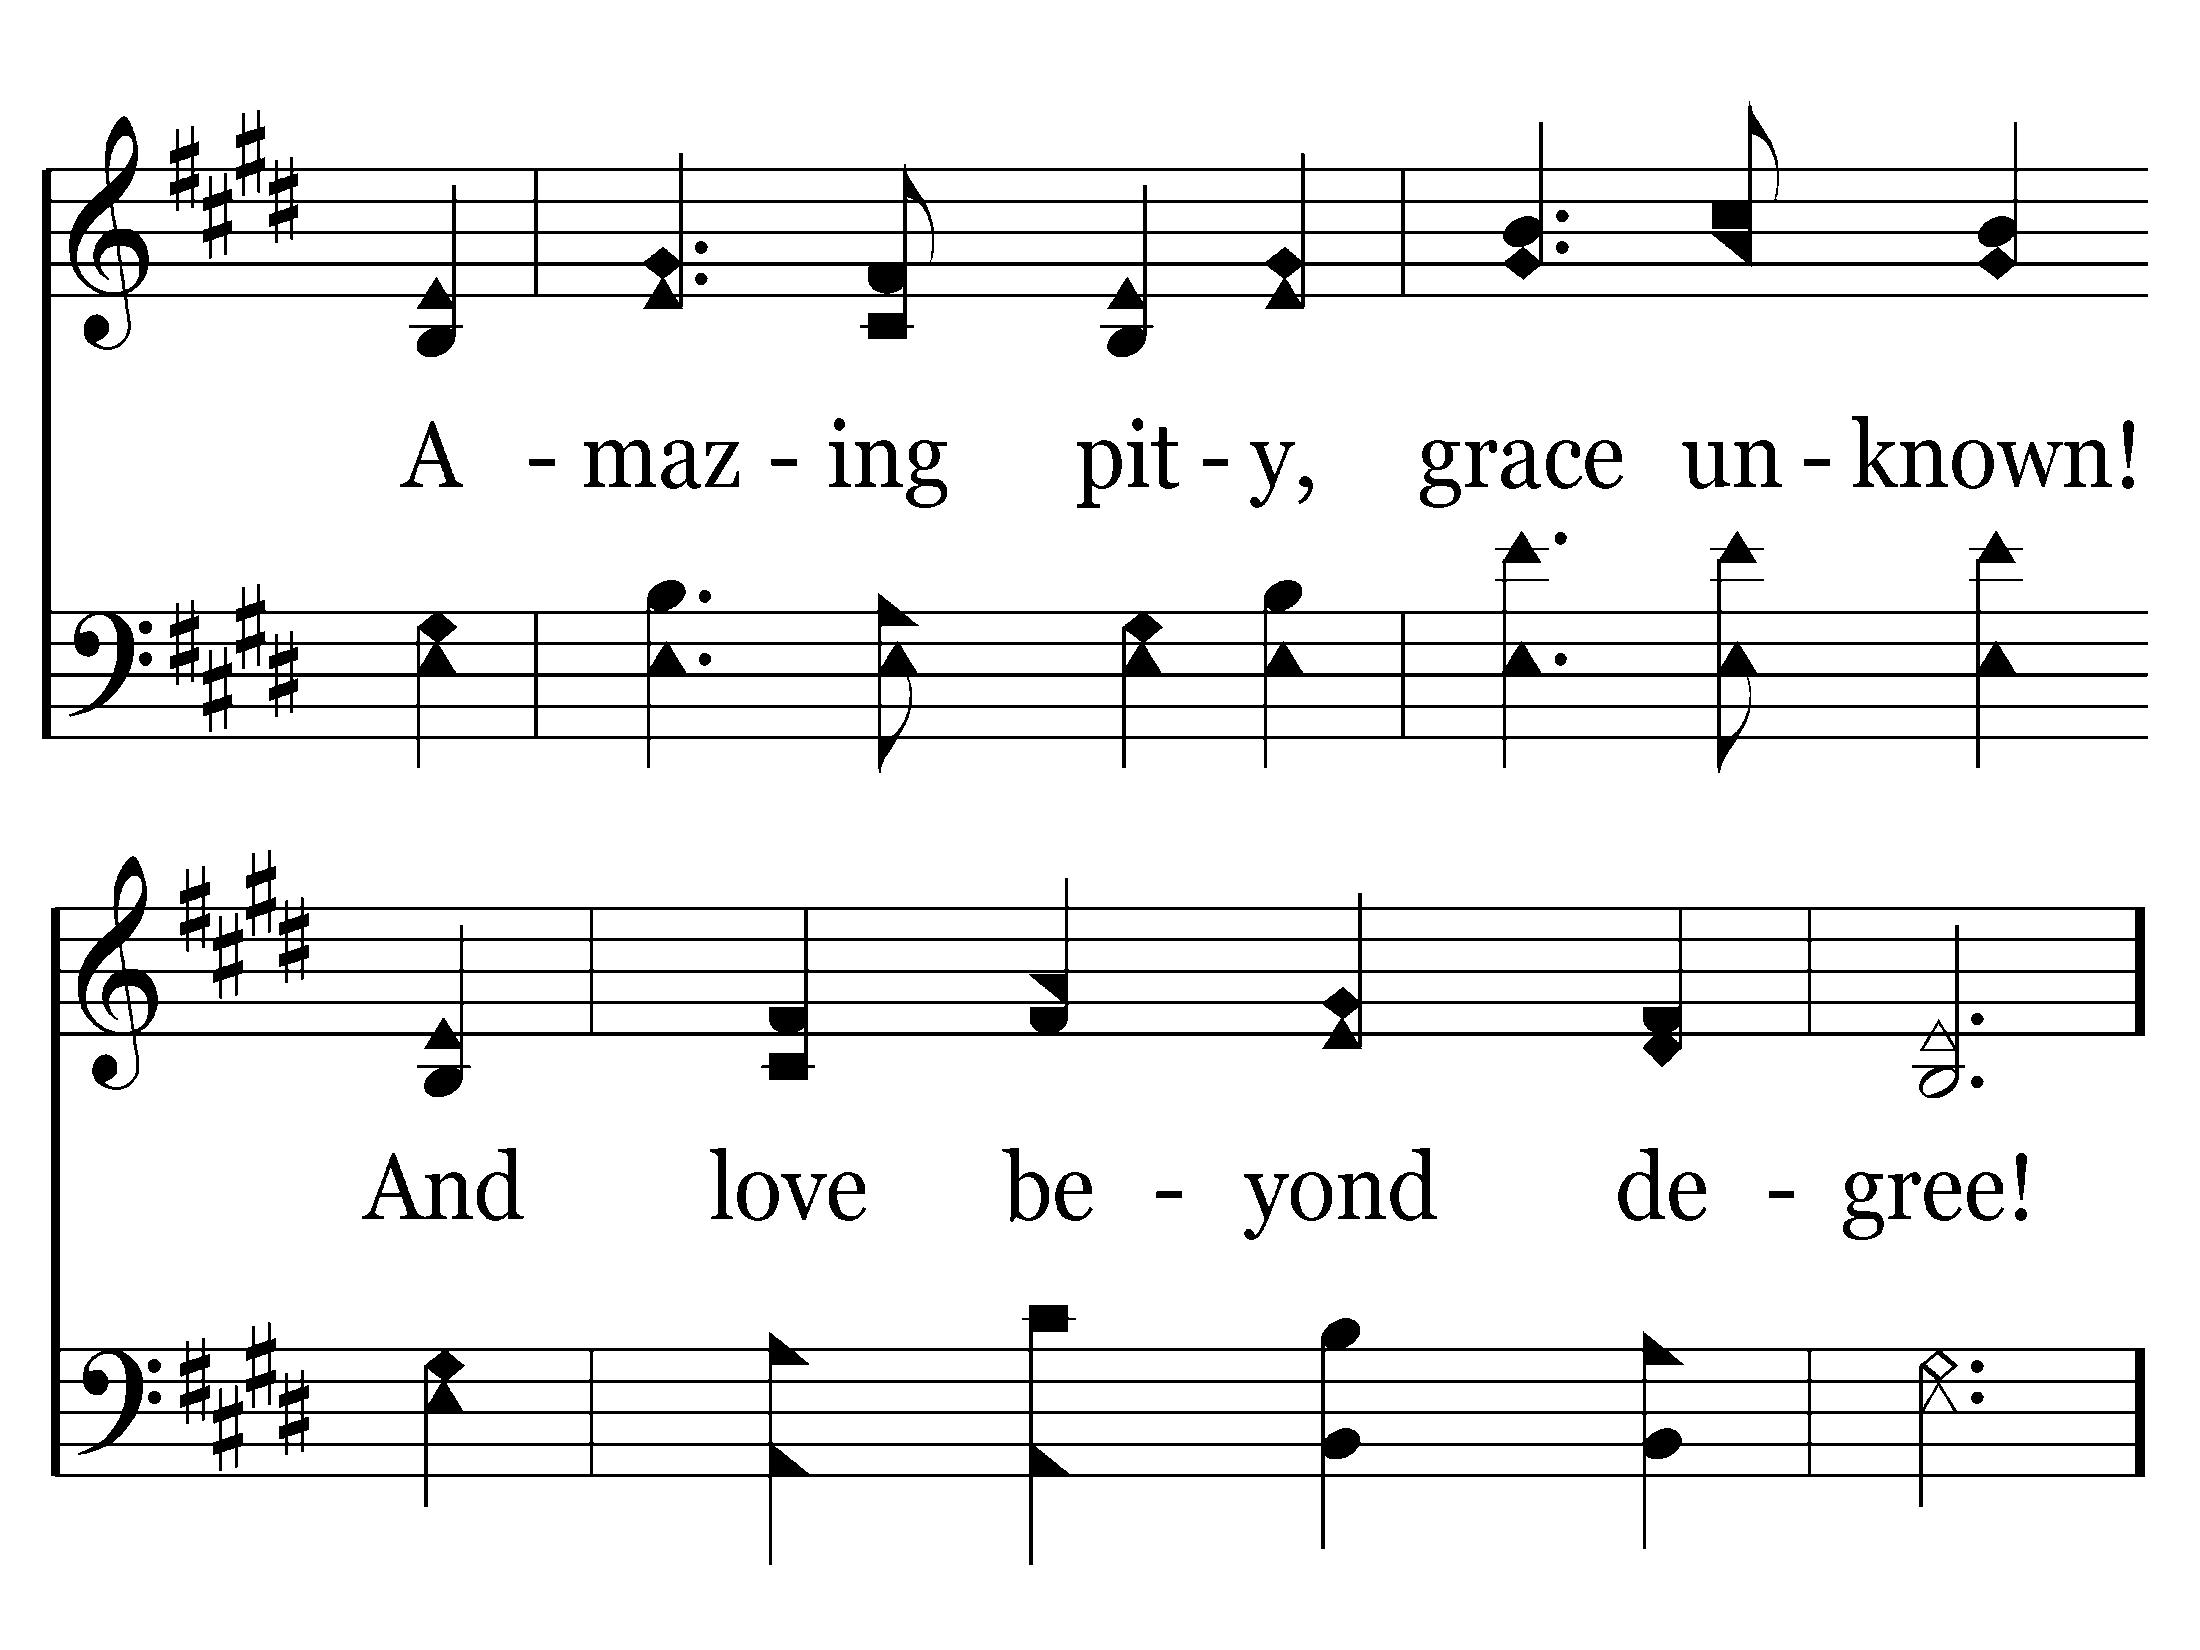 A - maz - ing pit - y, grace un - known!
And love be - yond de - gree!